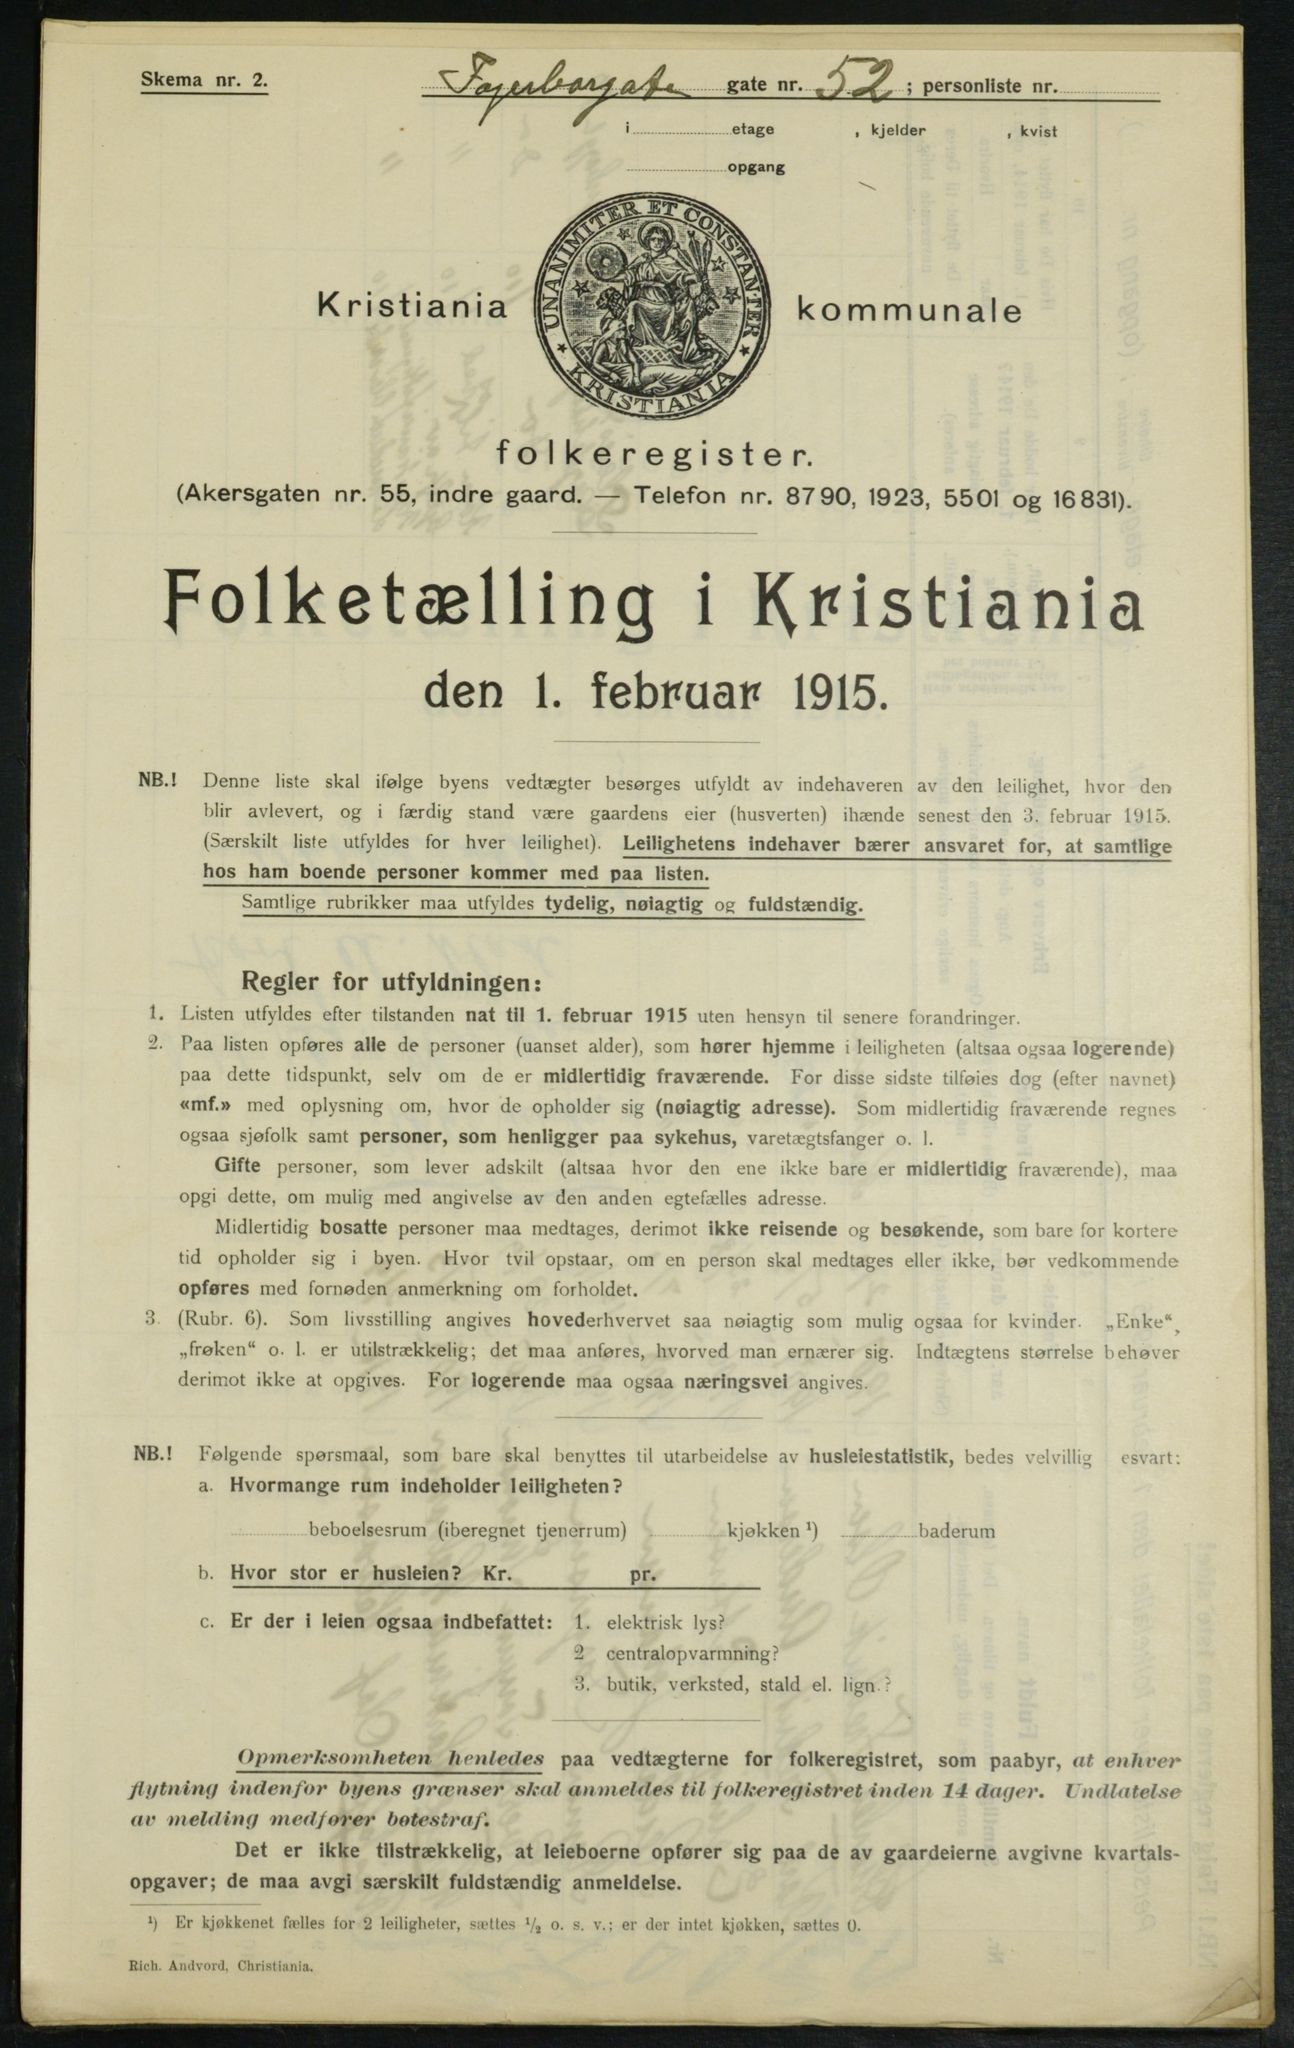 Skema nr. 2.
Fagerborgate gate nr. 52; personliste nr.
i etage , kjelder , kvist
opgang
UNANIMITER ET CONSTANTER
KRISTIANIA
Kristiania kommunale
folkeregister.
(Akersgaten nr. 55, indre gaard. — Telefon nr. 8790, 1923, 5501 og 16831).
Folketælling i Kristiania
den 1. februar 1915.
NB.! Denne liste skal ifølge byens vedtægter besørges utfyldt av indehaveren av den leilighet, hvor den
blir avlevert, og i færdig stand være gaardens eier (husverten) ihænde senest den 3. februar 1915.
(Særskilt liste utfyldes for hver leilighet). Leilighetens indehaver bærer ansvaret for, at samtlige
hos ham boende personer kommer med paa listen.
Samtlige rubrikker maa utfyldes tydelig, nøiagtig og fuldstændig.
Regler for utfyldningen:
1. Listen utfyldes efter tilstanden nat til 1. februar 1915 uten hensyn til senere forandringer.
2. Paa listen opføres alle de personer (uanset alder), som hører hjemme i leiligheten (altsaa ogsaa logerende)
paa dette tidspunkt, selv om de er midlertidig fraværende. For disse sidste tilføies dog (efter navnet)
«mf.» med oplysning om, hvor de opholder sig (nøiagtig adresse). Som midlertidig fraværende regnes
ogsaa sjøfolk samt personer, som henligger paa sykehus, varetægtsfanger o. l.
Gifte personer, som lever adskilt (altsaa hvor den ene ikke bare er midlertidig fraværende), maa
opgi dette, om mulig med angivelse av den anden egtefælles adresse.
Midlertidig bosatte personer maa medtages, derimot ikke reisende og besøkende, som bare for kortere
tid opholder sig i byen. Hvor tvil opstaar, om en person skal medtages eller ikke, bør vedkommende
opføres med fornøden anmerkning om forholdet.
3. (Rubr. 6). Som livsstilling angives hovederhvervet saa nøiagtig som mulig ogsaa for kvinder. „Enke“,
„frøken“ o. l. er utilstrækkelig; det maa anføres, hvorved man ernærer sig. Indtægtens størrelse behøver
derimot ikke at opgives. For logerende maa ogsaa næringsvei angives.
NB.! Følgende spørsmaal, som bare skal benyttes til utarbeidelse av husleiestatistik, bedes velvillig esvart:
a. Hvormange rum indeholder leiligheten?
beboelsesrum (iberegnet tjenerrum) kjøkken ¹) baderum
b. Hvor stor er husleien? Kr. pr.
c. Er der i leien ogsaa indbefattet: 1. elektrisk lys?
2 centralopvarmning?
3. butik, verksted, stald el. lign.?
Opmerksomheten henledes paa vedtægterne for folkeregistret, som paabyr, at enhver
flytning indenfor byens grænser skal anmeldes til folkeregistret inden 14 dager. Undlatelse
av melding medfører bøtestraf.
Det er ikke tilstrækkelig, at leieboerne opfører sig paa de av gaardeierne avgivne kvartals-
opgaver; de maa avgi særskilt fuldstændig anmeldelse.
¹) Er kjøkkenet fælles for 2 leiligheter, sættes ½ o. s. v.; er der intet kjøkken, sættes 0.
Rich. Andvord, Christiania.